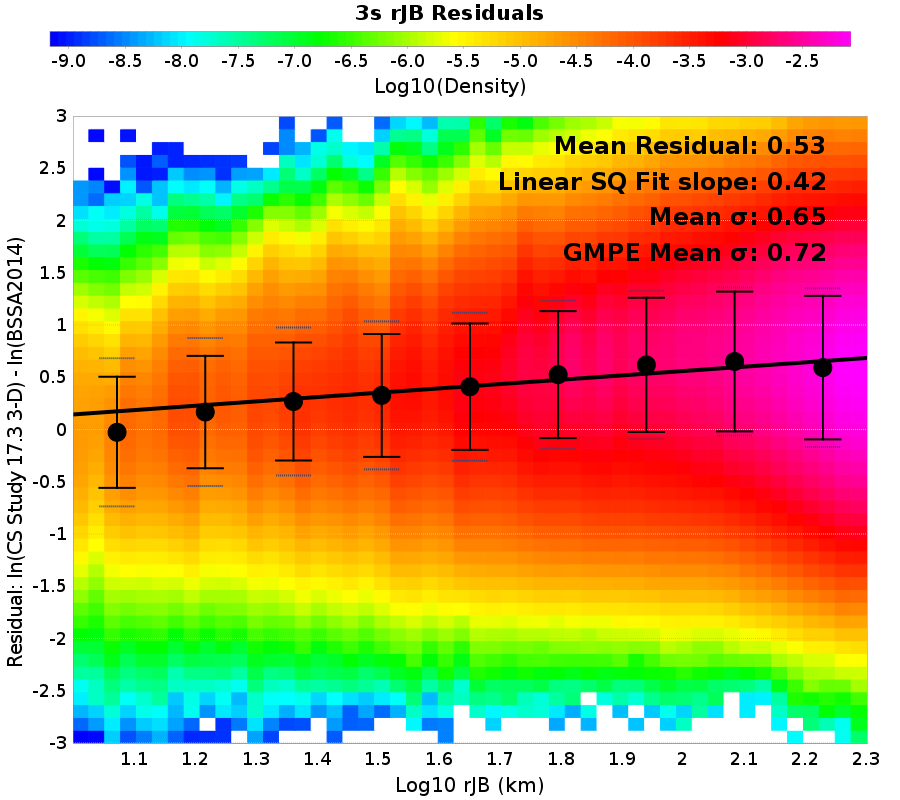 3s rJB Residuals
-9.0 -8.5 -8.0 -7.5 -7.0 -6.5 -6.0 -5.5 -5.0 -4.5 -4.0 -3.5 -3.0 -2.5
Log10(Density)
Mean Residual: 0.53
Linear SQ Fit slope: 0.42
Mean σ: 0.65
GMPE Mean σ: 0.72
Residual: ln(CS Study 17.3 3-D) - ln(BSSA2014)
3
2.5
2
1.5
1
0.5
0
-0.5
-1
-1.5
-2
-2.5
-3
1.1 1.2 1.3 1.4 1.5 1.6 1.7 1.8 1.9 2 2.1 2.2 2.3
Log10 rJB (km)